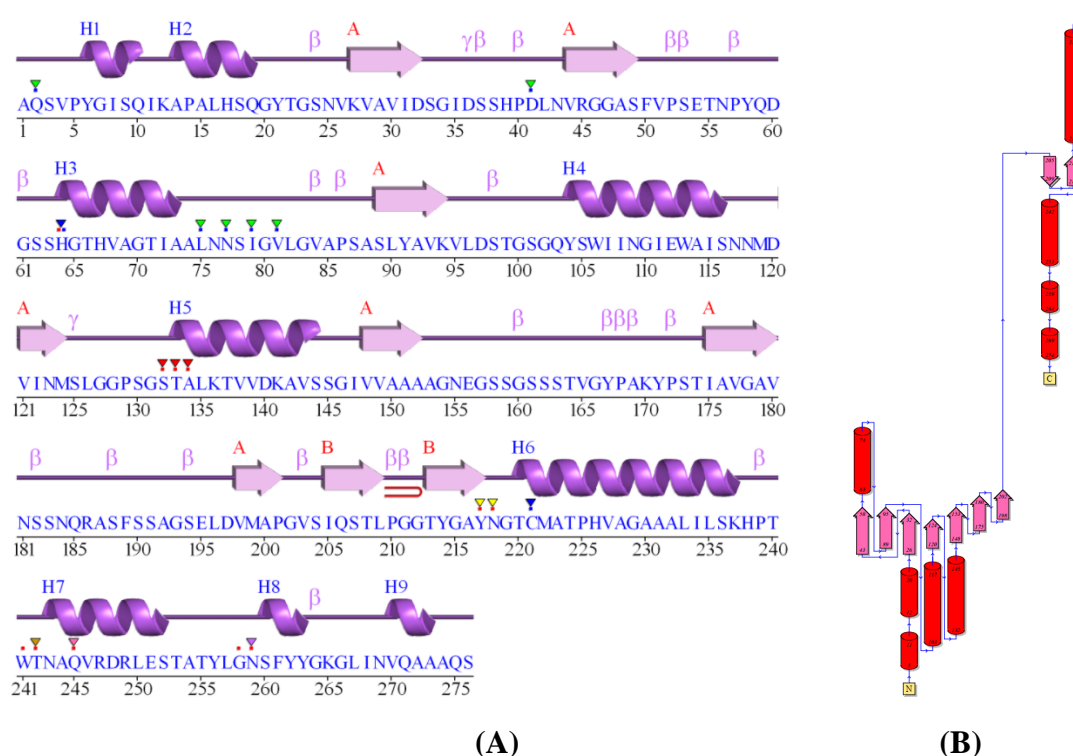 H1 H2 β A γβ β A ββ β
AQSVPYGISQIKAPALHSQGYTGSNVKVAVIDSGIDSSHPDLNVRGGASFVPSETNPYQD
1 5 10 15 20 25 30 35 40 45 50 55 60
β H3 β β A β H4
GSSHGTHVAGTIAALNNSIGVLGVAPSASLYAVKVLDSTGSGQYSWIINGIEWAISNNMD
61 65 70 75 80 85 90 95 100 105 110 115 120
A γ H5 A β βββ β A
VINMSLGGPSGSTALKTVVDKAVSSGIVVAAAAGNEGSSGSSSTVGYPAKYPSTIAVGAV
121 125 130 135 140 145 150 155 160 165 170 175 180
β β β A β B ββ B H6 β
NSSNQRASFSSAGSELDVMAPGVSIQSTLPGGTYGAYNGTCMATPHVAGAAALILSKHPT
181 185 190 195 200 205 210 215 220 225 230 235 240
H7 H8 β H9
WTNAQVRDRLESTATYLGNSFYYGKGLINVQAAAQS
241 245 250 255 260 265 270 275
C
N
(A) (B)